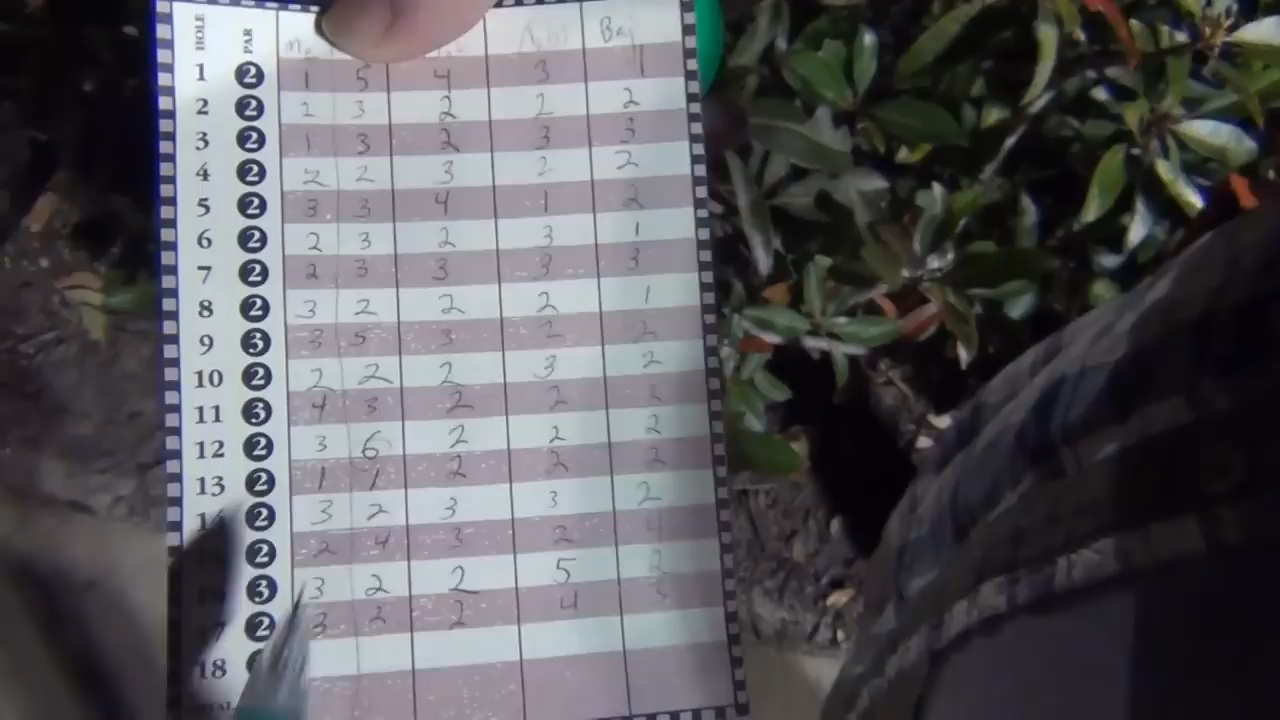 HOLE PAR Ba
1 2 1 5 4 3 1
2 2 2 3 2 2 2
3 2 1 3 2 3 3
4 2 2 2 3 2 2
5 2 3 3 4 1 2
6 2 2 3 2 3 1
7 2 2 3 3 3 3
8 2 3 2 2 2 1
9 3 3 5 3 2 2
10 2 2 2 2 3 2
11 3 4 3 2 2
12 2 3 6 2 2 2
13 2 1 1 2 2 2
2 3 2 3 3 2
2 2 4 3 2 4
3 3 2 2 5 2
7 2 3 2 2 4
18